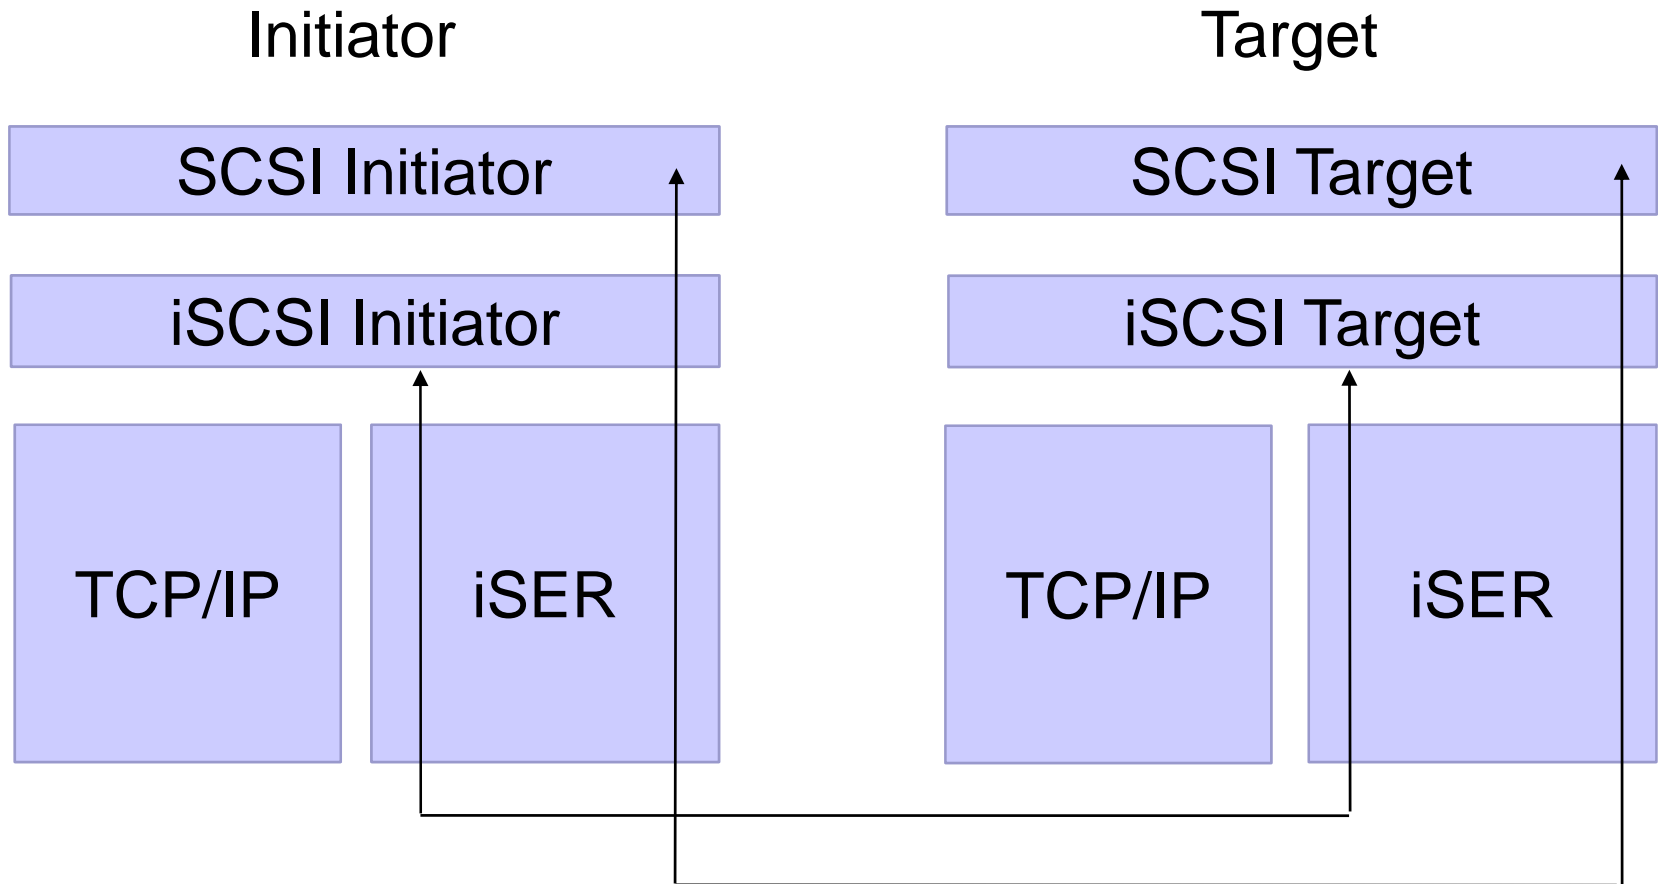 Initiator
Target
SCSI Initiator
SCSI Target
iSCSI Initiator
iSCSI Target
TCP/IP
iSER
TCP/IP
iSER